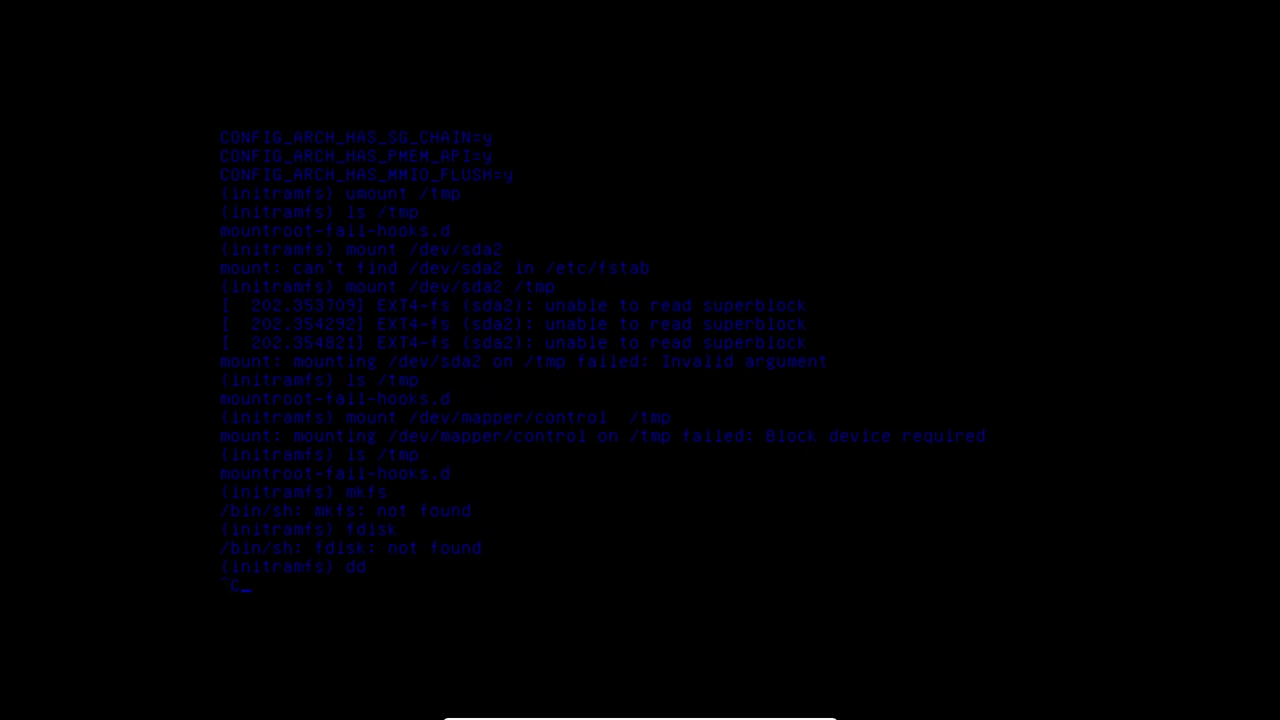 CONFIG_ARCH_HAS_SG_CHAIN=y
CONFIG_ARCH_HAS_PMEM_API=y
CONFIG_ARCH_HAS_MMIO_FLUSH=y
(initramfs) umount /tmp
(initramfs) ls /tmp
mountroot-fail-hooks.d
(initramfs) mount /dev/sda2
mount: can't find /dev/sda2 in /etc/fstab
(initramfs) mount /dev/sda2 /tmp
[  202.353709] EXT4-fs (sda2): unable to read superblock
[  202.354292] EXT4-fs (sda2): unable to read superblock
[  202.354821] EXT4-fs (sda2): unable to read superblock
mount: mounting /dev/sda2 on /tmp failed: Invalid argument
(initramfs) ls /tmp
mountroot-fail-hooks.d
(initramfs) mount /dev/mapper/control  /tmp
mount: mounting /dev/mapper/control on /tmp failed: Block device required
(initramfs) ls /tmp
mountroot-fail-hooks.d
(initramfs) mkfs
/bin/sh: mkfs: not found
(initramfs) fdisk
/bin/sh: fdisk: not found
(initramfs) dd
^C_